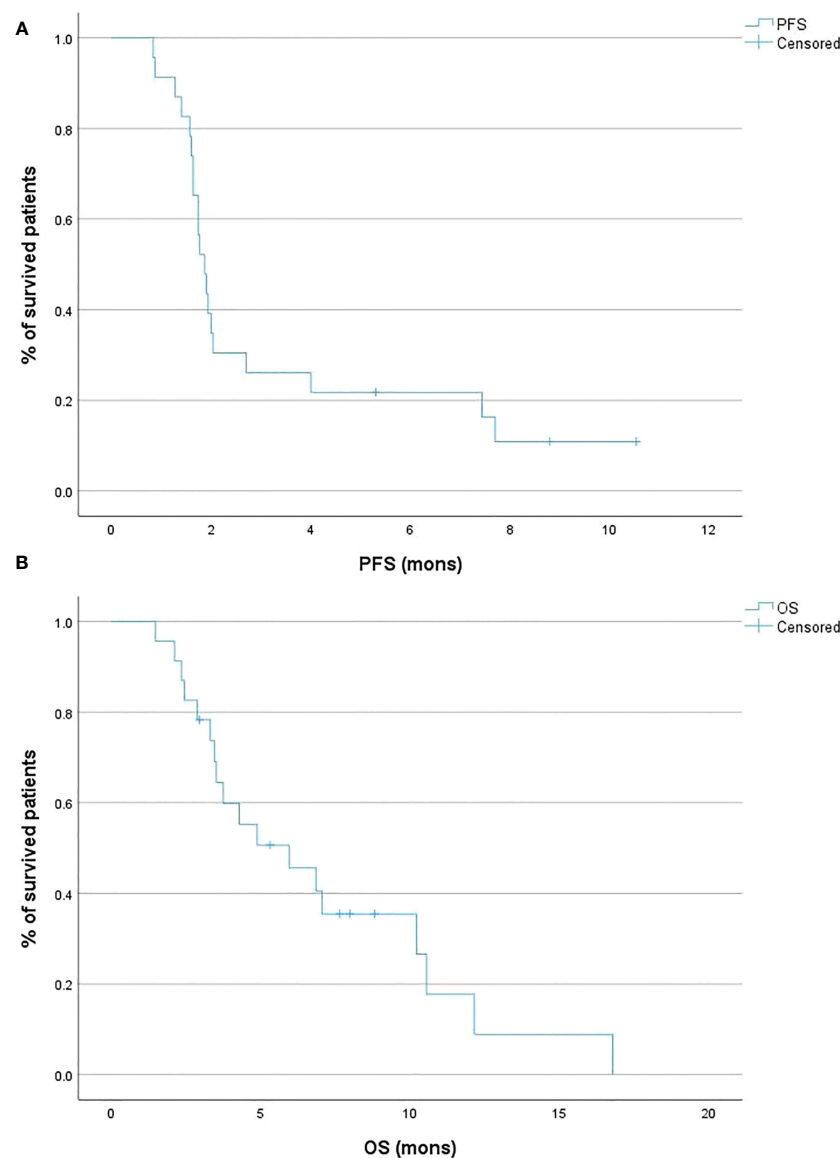 A
PFS
Censored
1.0
0.8
0.6
0.4
0.2
0.0
% of survived patients
0 2 4 6 8 10 12
PFS (mons)
B
OS
Censored
1.0
0.8
0.6
0.4
0.2
0.0
% of survived patients
0 5 10 15 20
OS (mons)